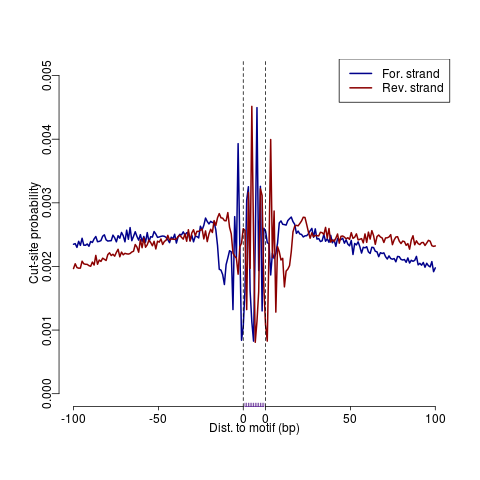 For. strand
Rev. strand
Cut-site probability
0.005
0.004
0.003
0.002
0.001
0.000
-100 -50 0 0 50 100
Dist. to motif (bp)